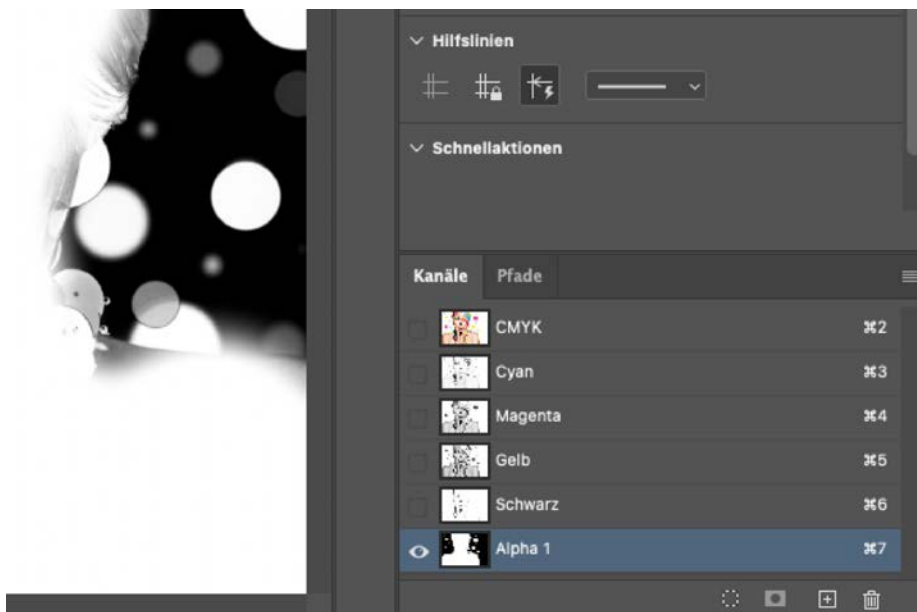 Hilfslinien
Schnellaktionen
Kanäle Pfade
CMYK ⌘2
Cyan ⌘3
Magenta ⌘4
Gelb ⌘5
Schwarz ⌘6
Alpha 1 ⌘7